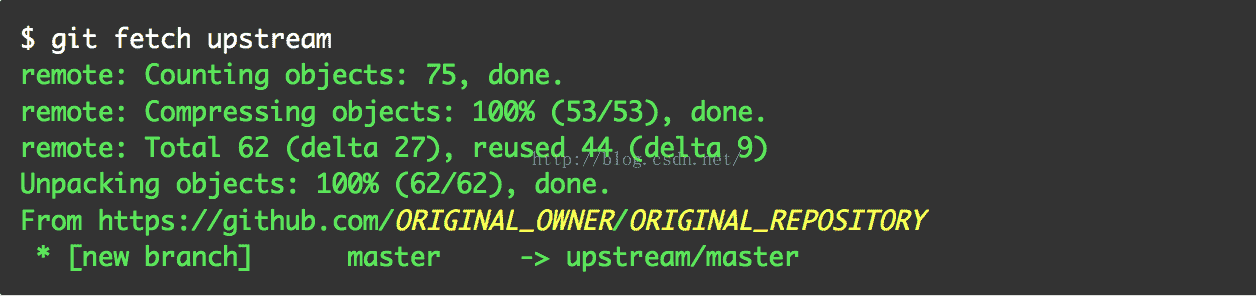 $ git fetch upstream
remote: Counting objects: 75, done.
remote: Compressing objects: 100% (53/53), done.
remote: Total 62 (delta 27), reused 44 (delta 9)
http://blog.csdn.net/
Unpacking objects: 100% (62/62), done.
From https://github.com/ORIGINAL_OWNER/ORIGINAL_REPOSITORY
 * [new branch]      master     -> upstream/master